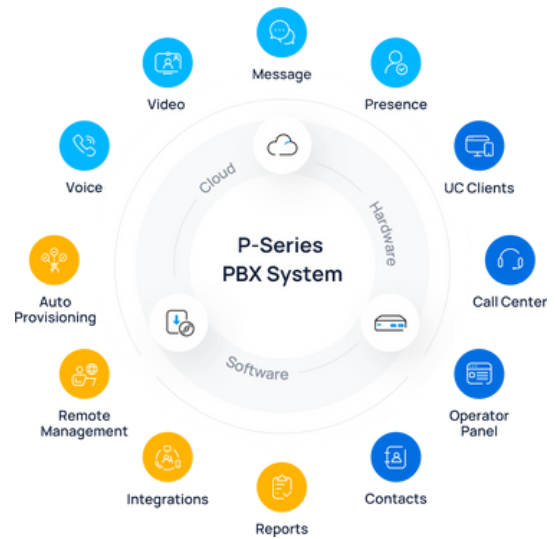 Message
Video
Presence
Voice
UC Clients
Cloud
Hardware
P-Series
PBX System
Auto
Provisioning
Call Center
Software
Remote
Management
Operator
Panel
Integrations
Contacts
Reports